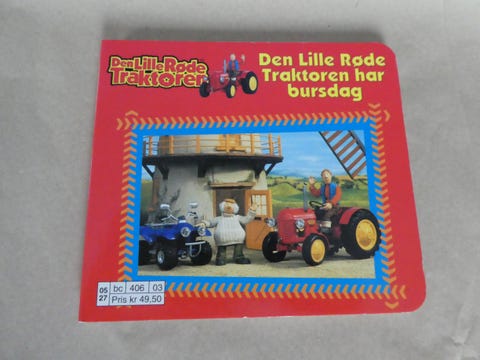 Den Lille Røde
Traktoren
Den Lille Røde
Traktoren har
bursdag
05
27
bc 406 03
Pris kr 49,50